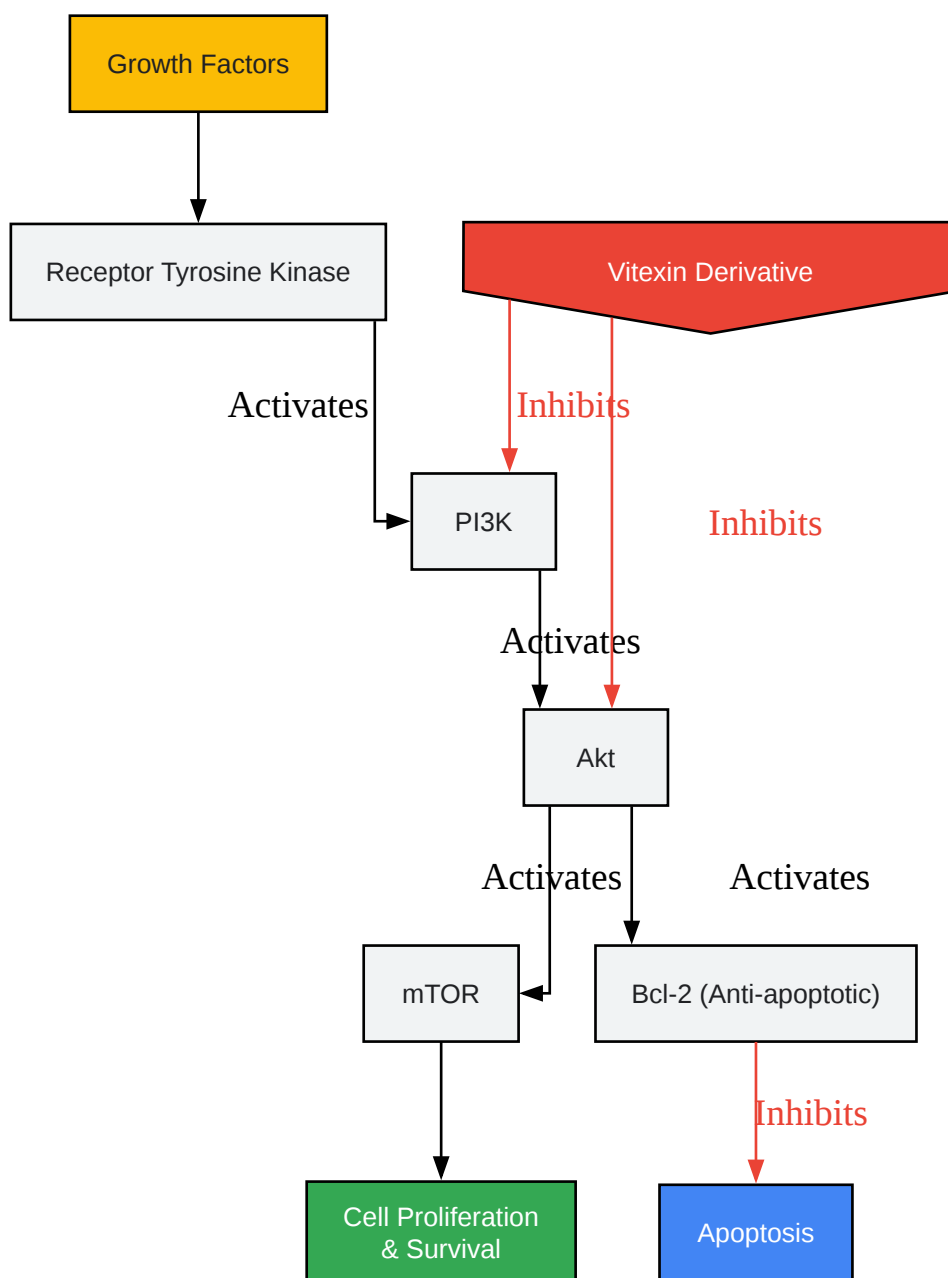 Growth Factors
Receptor Tyrosine Kinase
Vitexin Derivative
Activates
Inhibits
PI3K
Inhibits
Activates
Akt
Activates
Activates
mTOR
Bcl-2 (Anti-apoptotic)
Inhibits
Cell Proliferation
& Survival
Apoptosis